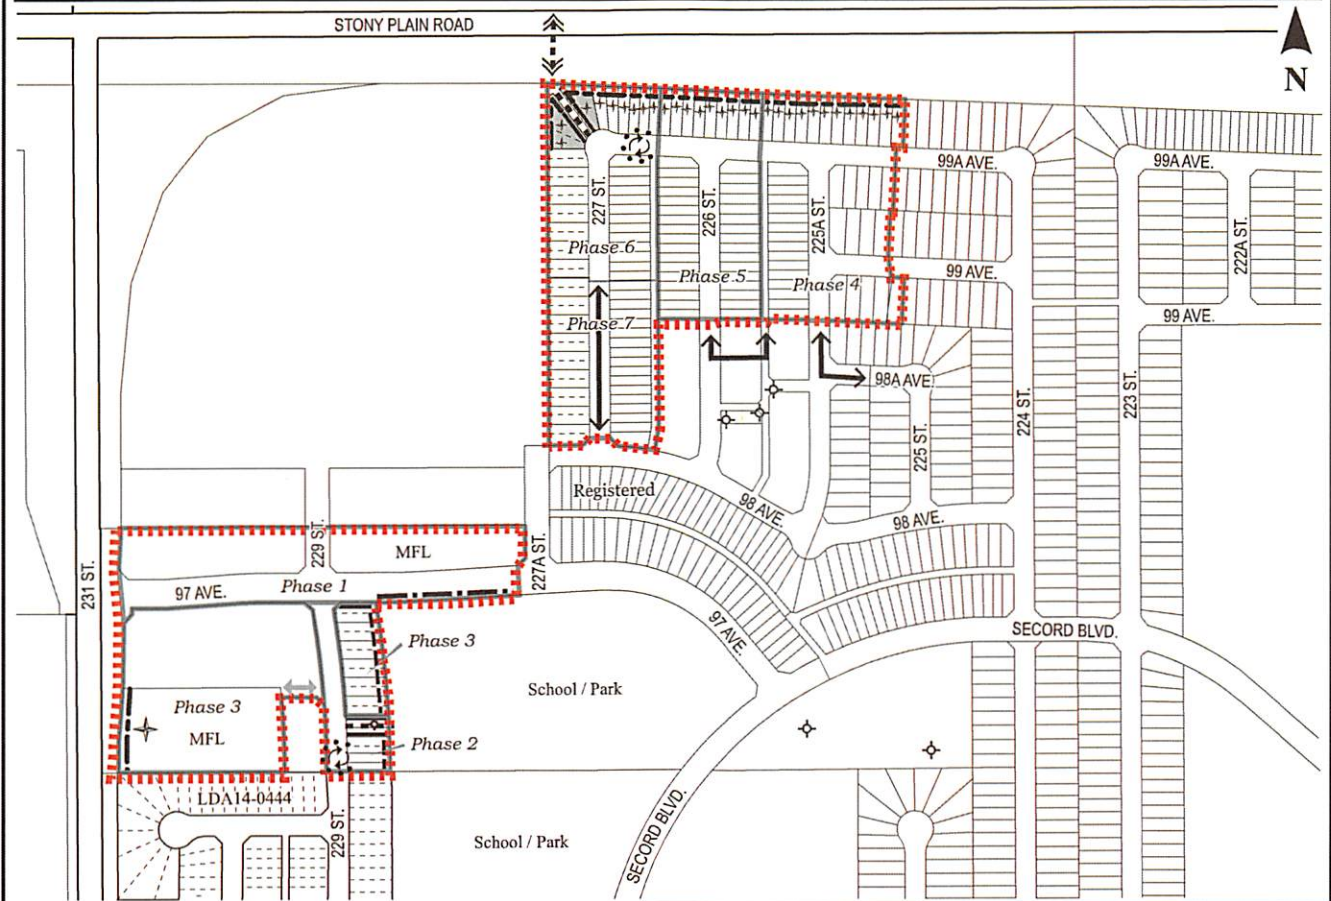 STONY PLAIN ROAD
N
99A AVE.
99A AVE.
227 ST.
226 ST.
225A ST.
222A ST.
Phase 6
Phase 5
Phase 4
99 AVE.
99 AVE.
Phase 7
98A AVE
224 ST.
223 ST.
225 ST.
Registered
98 AVE.
98 AVE.
229 ST.
MFL
227A ST.
231 ST.
97 AVE.
Phase 1
97 AVE.
SECORD BLVD.
Phase 3
School / Park
Phase 3
MFL
Phase 2
LDA14-0444
229 ST.
School / Park
SECORD BLVD.